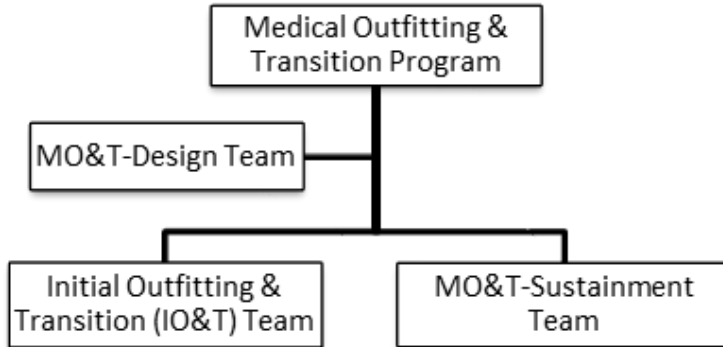 Medical Outfitting &
Transition Program
MO&T-Design Team
Initial Outfitting &
Transition (IO&T) Team
MO&T-Sustainment
Team